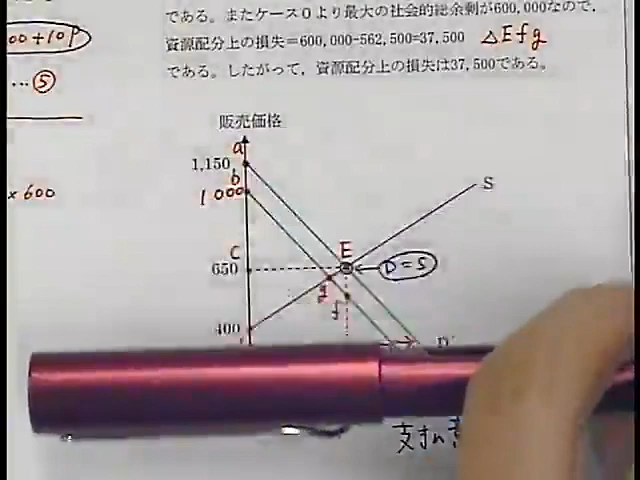 である。またケース0より最大の社会的総余剰が600,000なので,
資源配分上の損失=600,000-562,500=37,500 △Efg
である。したがって, 資源配分上の損失は37,500である。
00+10P
…⑤
×600
販売価格
a
1,150
b
1000
S
C
E
650
D=S
g
f
400
D'
支払